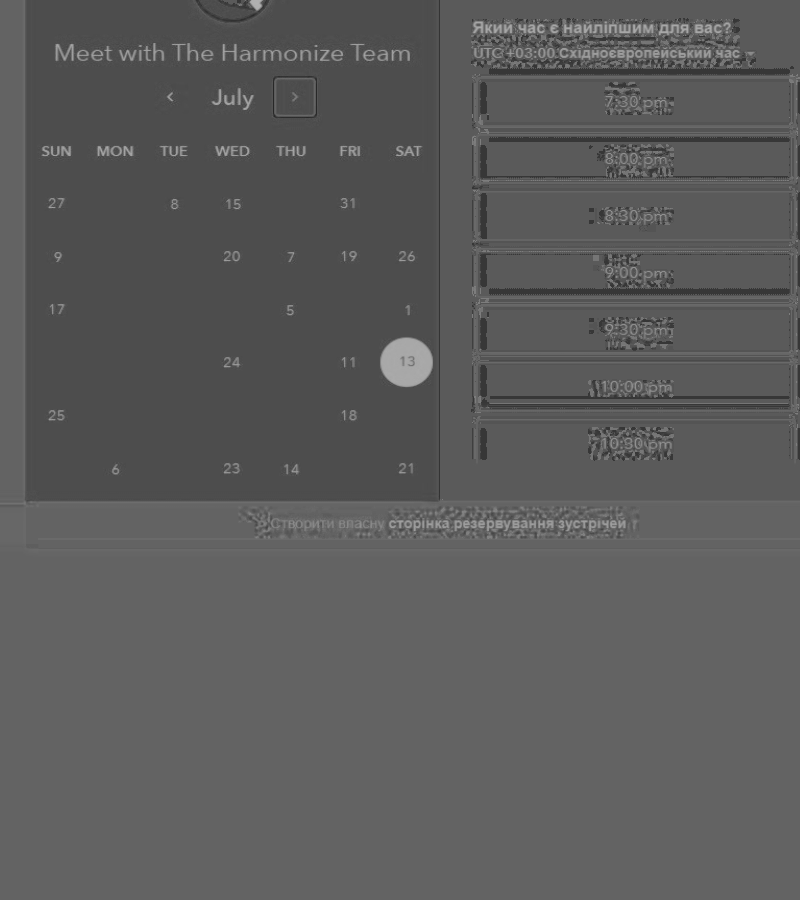 Meet with The Harmonize Team
July
SUN MON TUE WED THU FRI SAT
27 8 15 31
9 20 7 19 26
17 5 1
24 11 13
25 18
6 23 14 21
Який час є найліпшим для вас?
UTC +03:00 Східноєвропейський час
7:30 pm
8:00 pm
8:30 pm
9:00 pm
9:30 pm
10:00 pm
10:30 pm
Створити власну сторінка резервування зустрічей